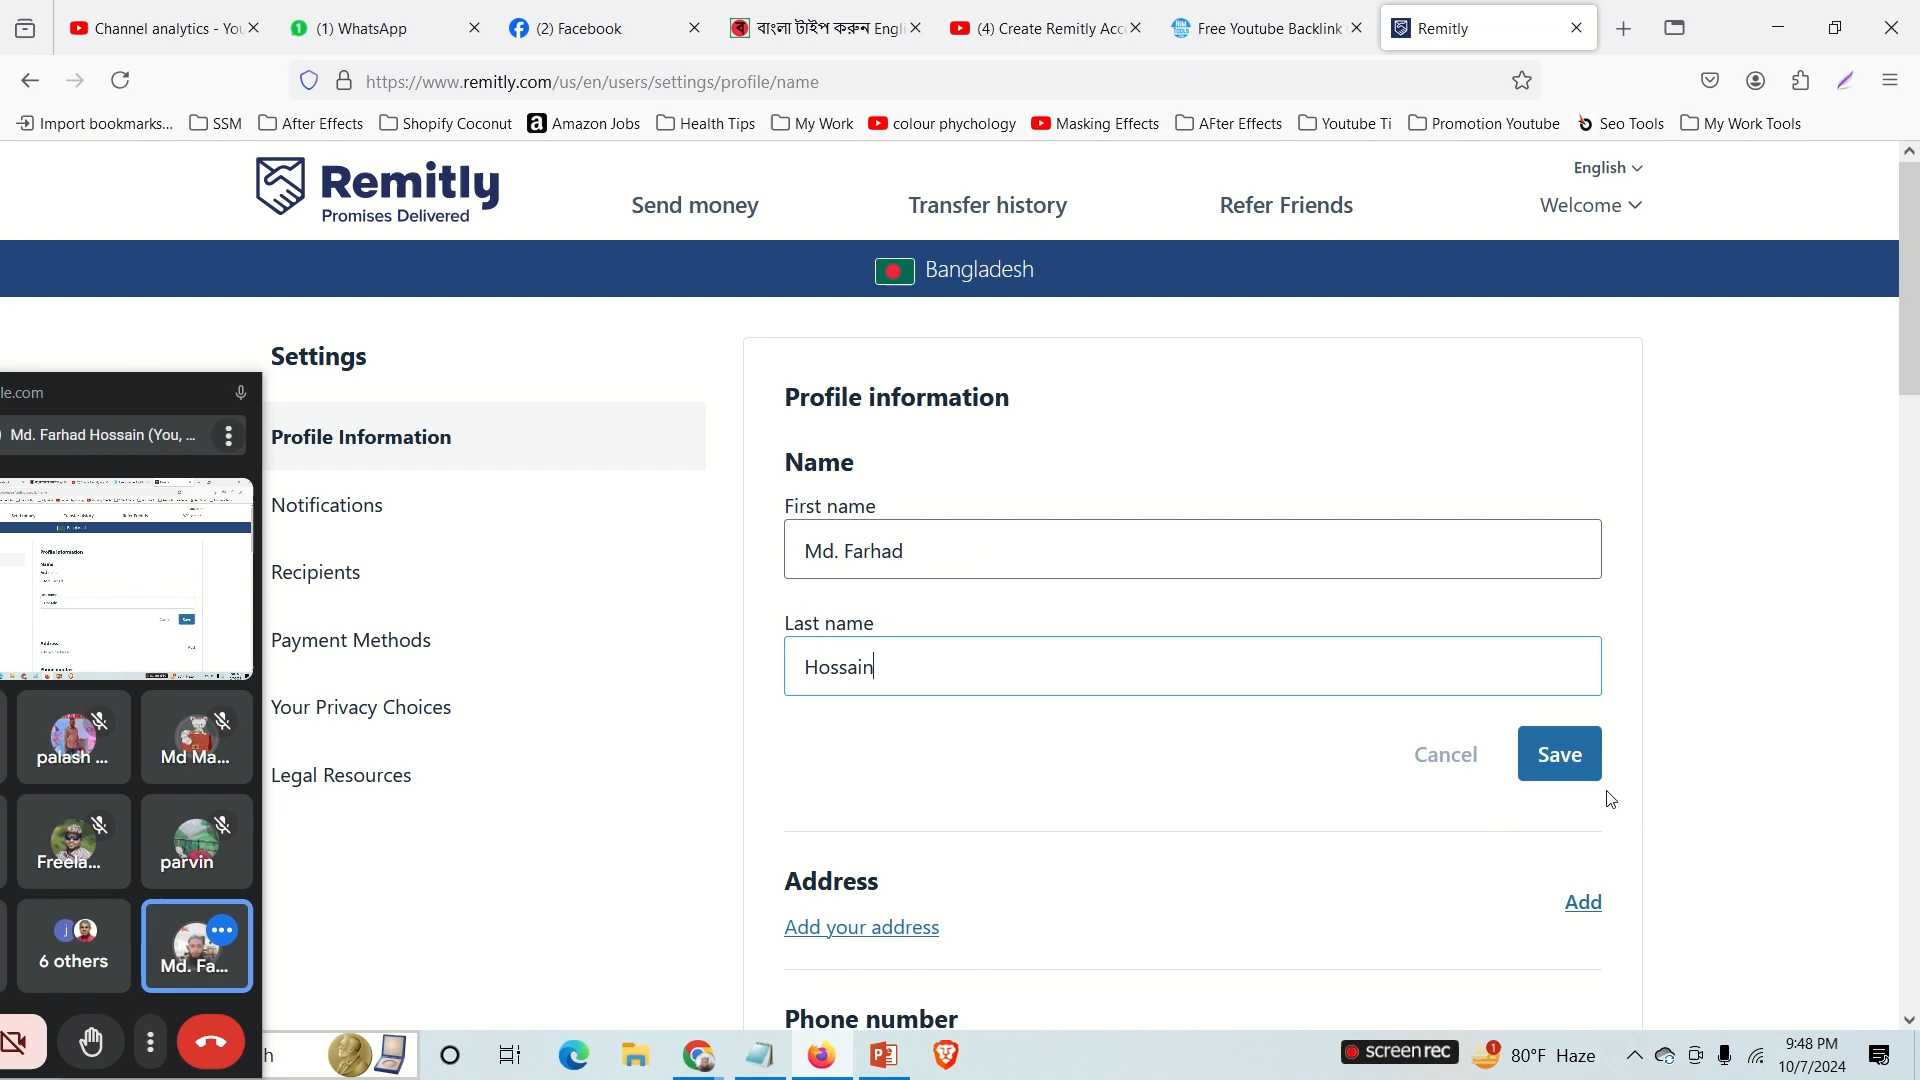 Channel analytics - You
(1) WhatsApp
(2) Facebook
বাংলা টাইপ করুন Engli
(4) Create Remitly Acc
Free Youtube Backlink
Remitly
https://www.remitly.com/us/en/users/settings/profile/name
Import bookmarks...
SSM
After Effects
Shopify Coconut
Amazon Jobs
Health Tips
My Work
colour phychology
Masking Effects
AFter Effects
Youtube Ti
Promotion Youtube
Seo Tools
My Work Tools
Remitly
Promises Delivered
Send money
Transfer history
Refer Friends
English
Welcome
Bangladesh
Settings
Profile Information
Notifications
Recipients
Payment Methods
Your Privacy Choices
Legal Resources
Profile information
Name
First name
Md. Farhad
Last name
Hossain
Cancel
Save
Address
Add
Add your address
Phone number
le.com
Md. Farhad Hossain (You, ...
palash ...
Md Ma...
Freela...
parvin
6 others
Md. Fa...
h
screen rec
1
80°F Haze
9:48 PM
10/7/2024